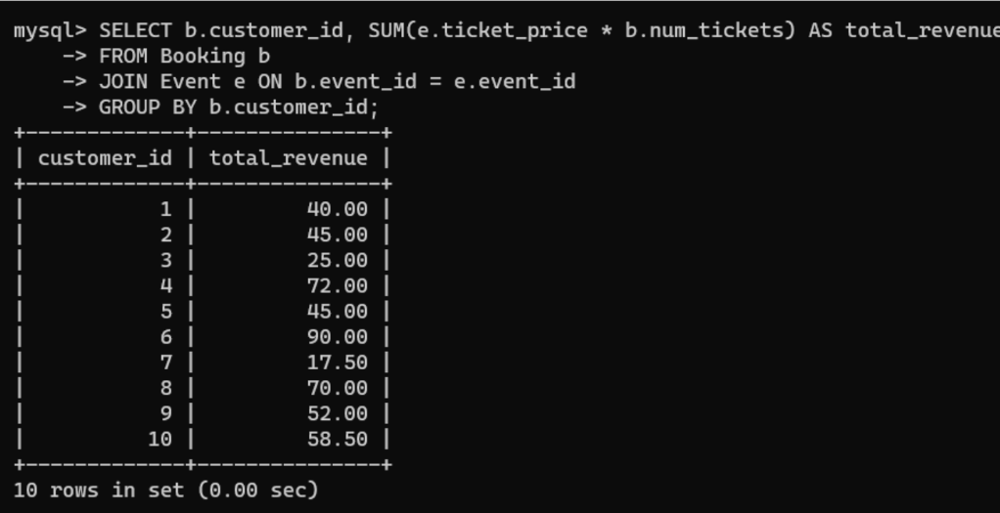 mysql> SELECT b.customer_id, SUM(e.ticket_price * b.num_tickets) AS total_revenue
    -> FROM Booking b
    -> JOIN Event e ON b.event_id = e.event_id
    -> GROUP BY b.customer_id;
+-------------+---------------+
| customer_id | total_revenue |
+-------------+---------------+
|           1 |         40.00 |
|           2 |         45.00 |
|           3 |         25.00 |
|           4 |         72.00 |
|           5 |         45.00 |
|           6 |         90.00 |
|           7 |         17.50 |
|           8 |         70.00 |
|           9 |         52.00 |
|          10 |         58.50 |
+-------------+---------------+
10 rows in set (0.00 sec)